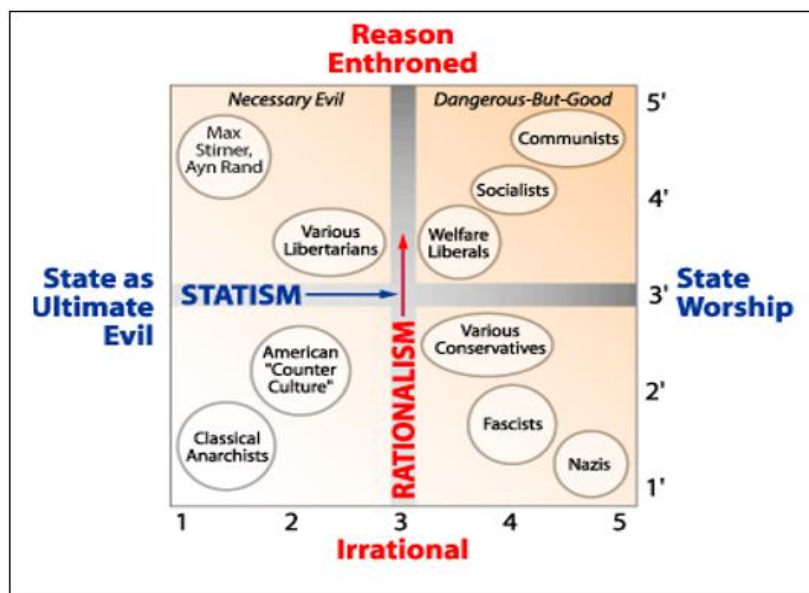 Reason
Enthroned
Necessary Evil
Dangerous-But-Good
5'
Max
Stirner,
Ayn Rand
Communists
Socialists
4'
Various
Libertarians
Welfare
Liberals
State as
Ultimate
Evil
STATISM
3'
State
Worship
RATIONALISM
American
"Counter
Culture"
Various
Conservatives
2'
Classical
Anarchists
Fascists
Nazis
1'
1 2 3 4 5
Irrational